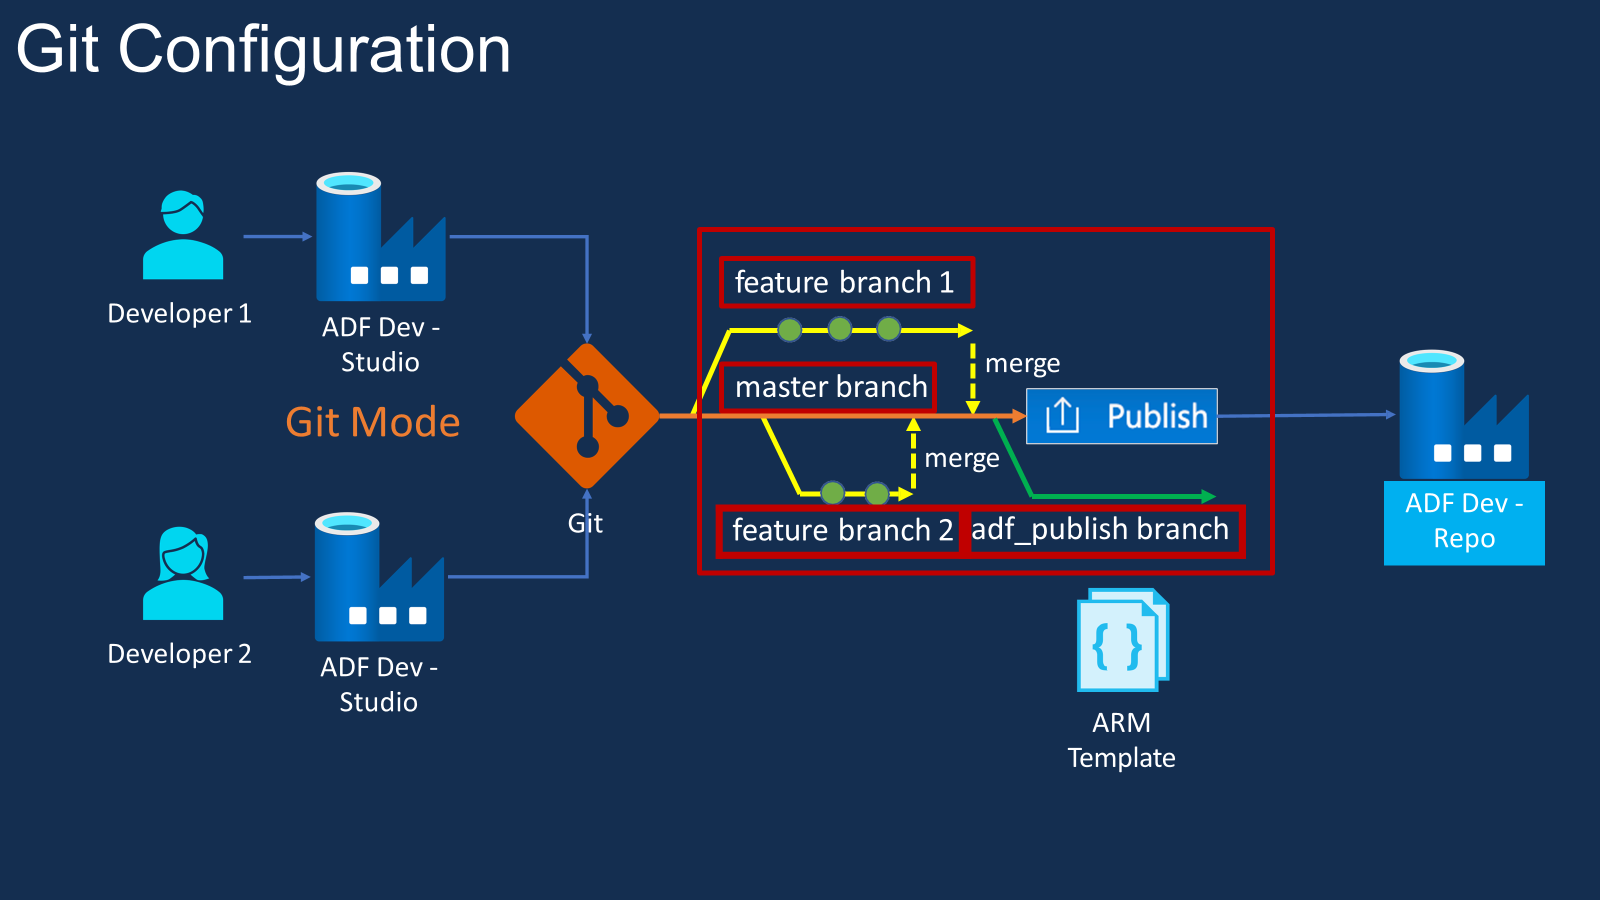 Git Configuration
Developer 1
ADF Dev -
Studio
Git Mode
Developer 2
ADF Dev -
Studio
Git
feature branch 1
merge
master branch
Publish
merge
feature branch 2
adf_publish branch
ARM
Template
ADF Dev -
Repo